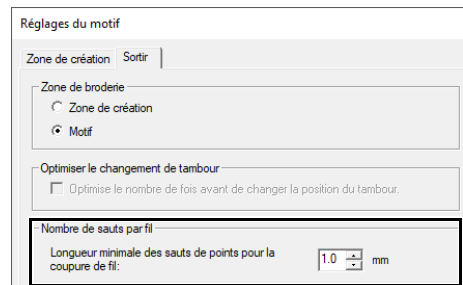 Réglages du motif
Zone de création
Sortir
Zone de broderie
Zone de création
Motif
Optimiser le changement de tambour
Optimise le nombre de fois avant de changer la position du tambour.
Nombre de sauts par fil
Longueur minimale des sauts de points pour la
coupure de fil:
1.0 mm